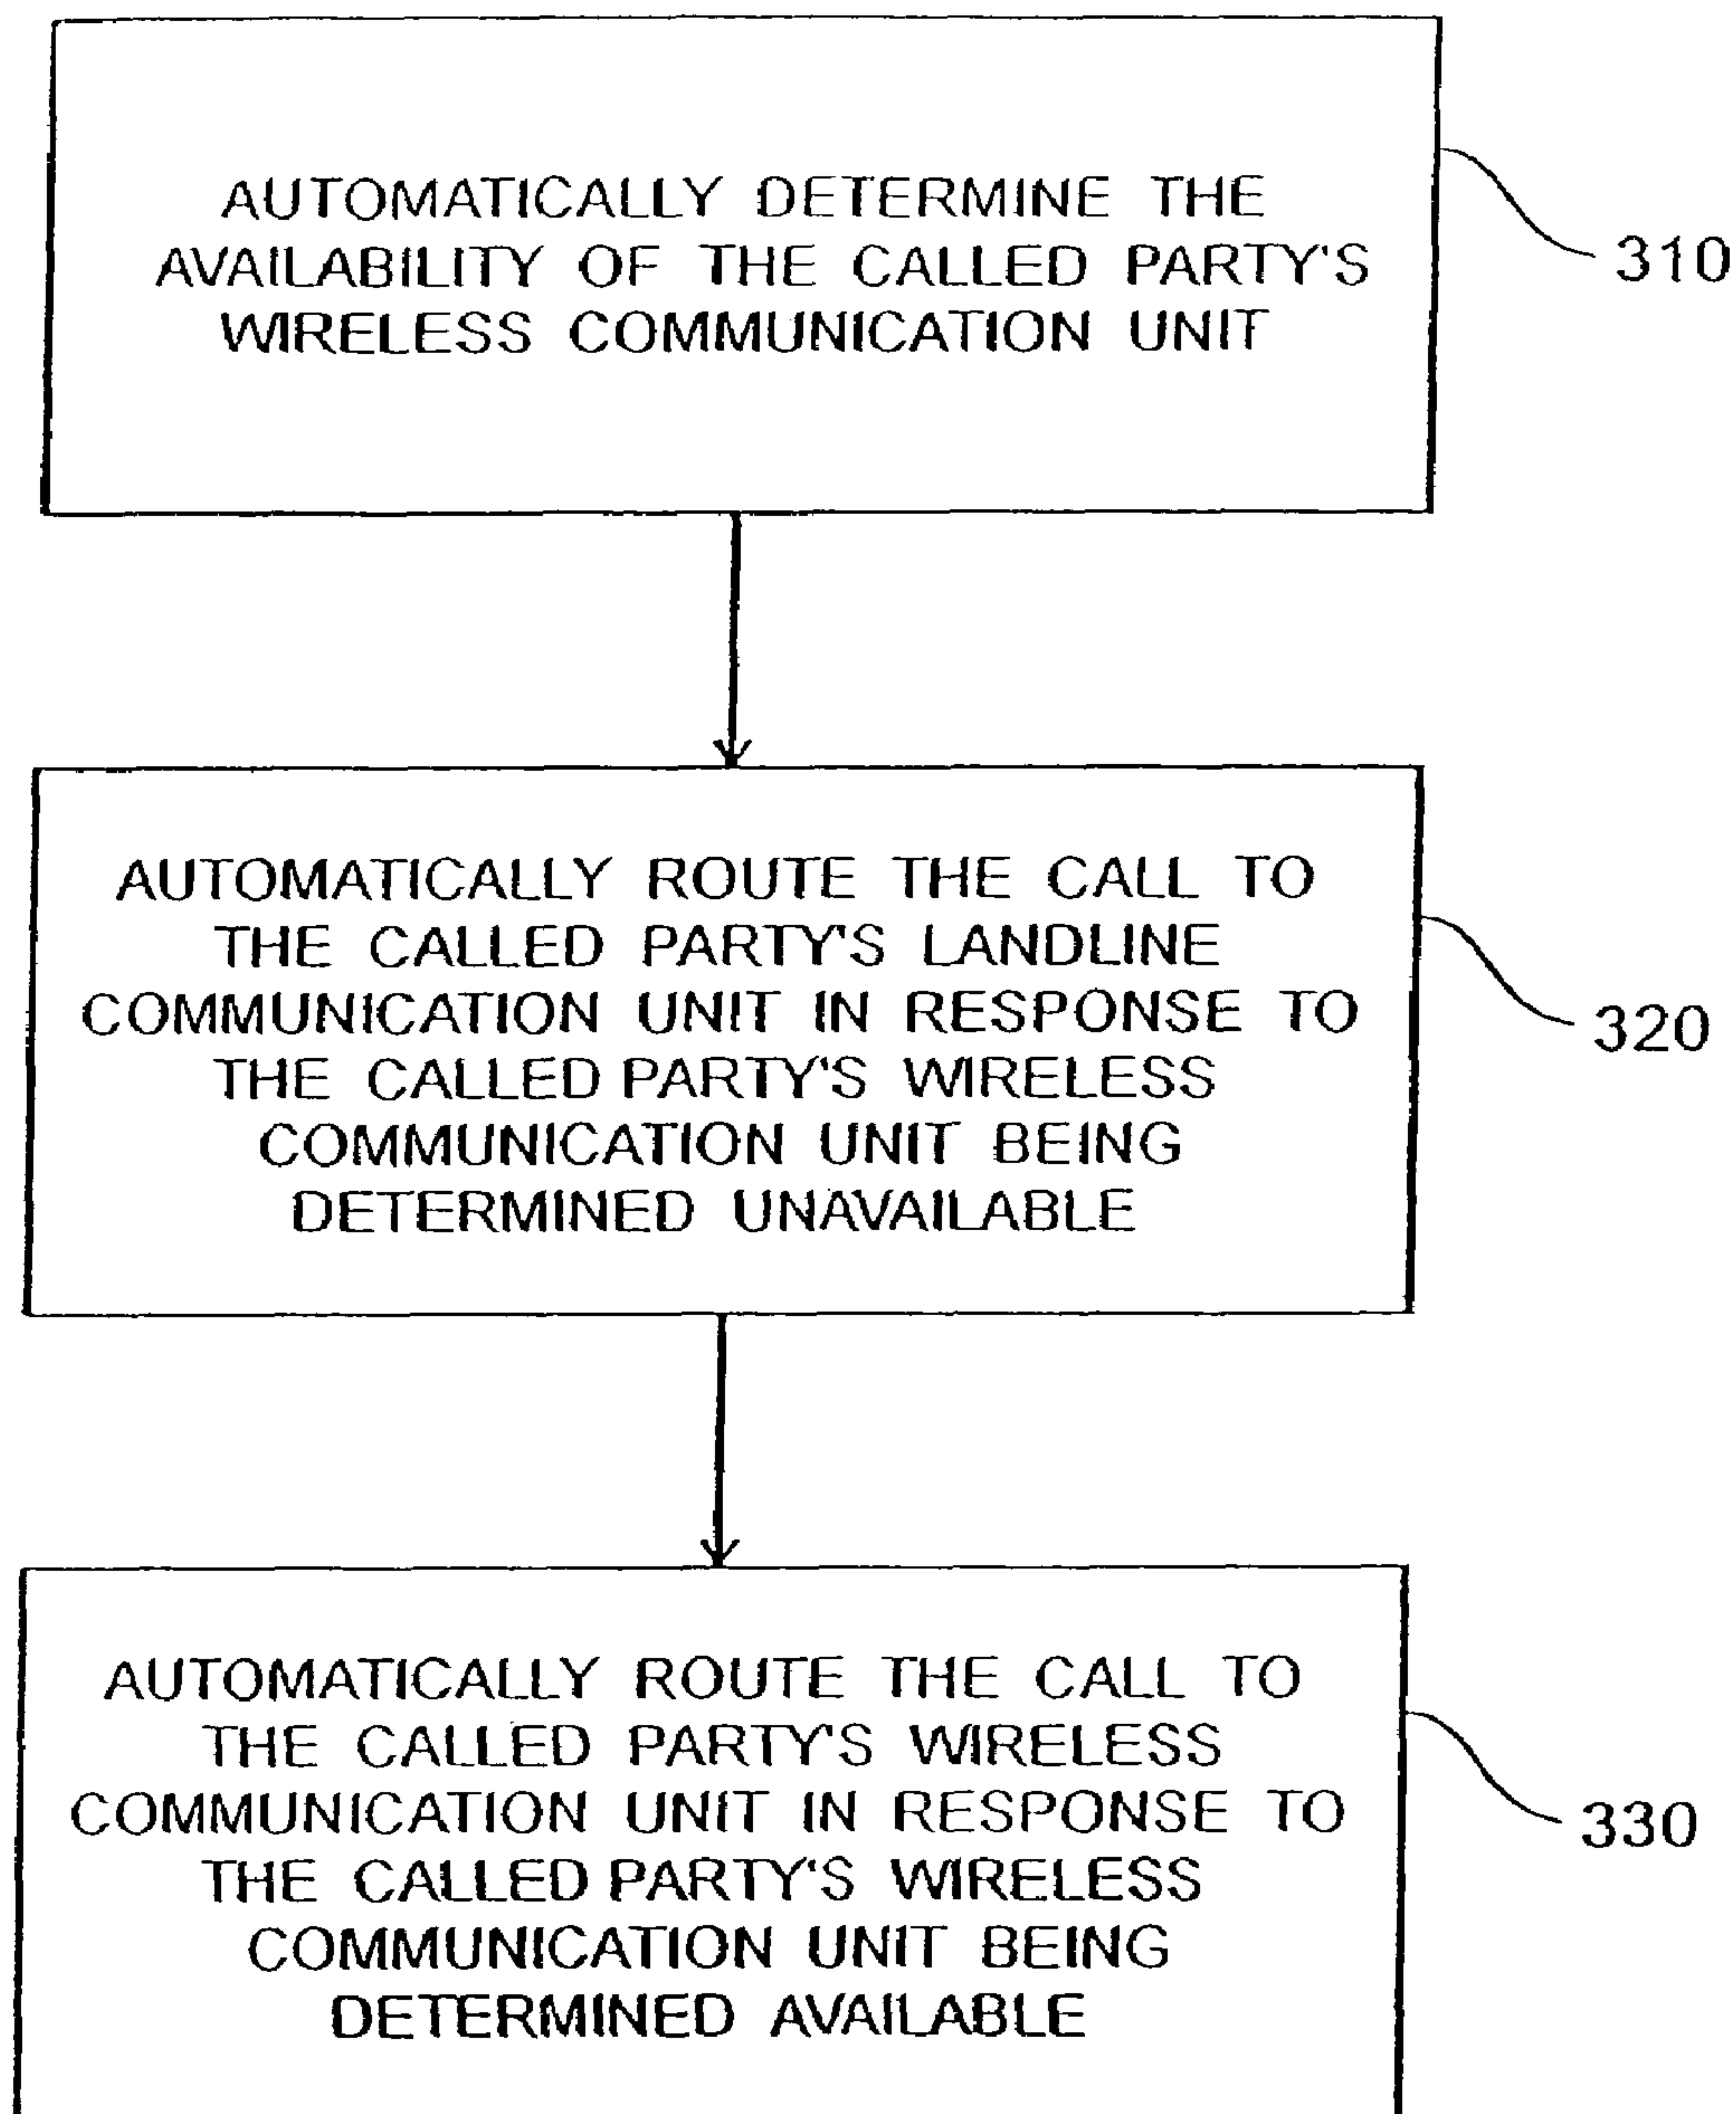 AUTOMATICALLY DETERMINE THE
AVAILABILITY OF THE CALLED PARTY'S
WIRELESS COMMUNICATION UNIT
310
AUTOMATICALLY ROUTE THE CALL TO
THE CALLED PARTY'S LANDLINE
COMMUNICATION UNIT IN RESPONSE TO
THE CALLED PARTY'S WIRELESS
COMMUNICATION UNIT BEING
DETERMINED UNAVAILABLE
320
AUTOMATICALLY ROUTE THE CALL TO
THE CALLED PARTY'S WIRELESS
COMMUNICATION UNIT IN RESPONSE TO
THE CALLED PARTY'S WIRELESS
COMMUNICATION UNIT BEING
DETERMINED AVAILABLE
330